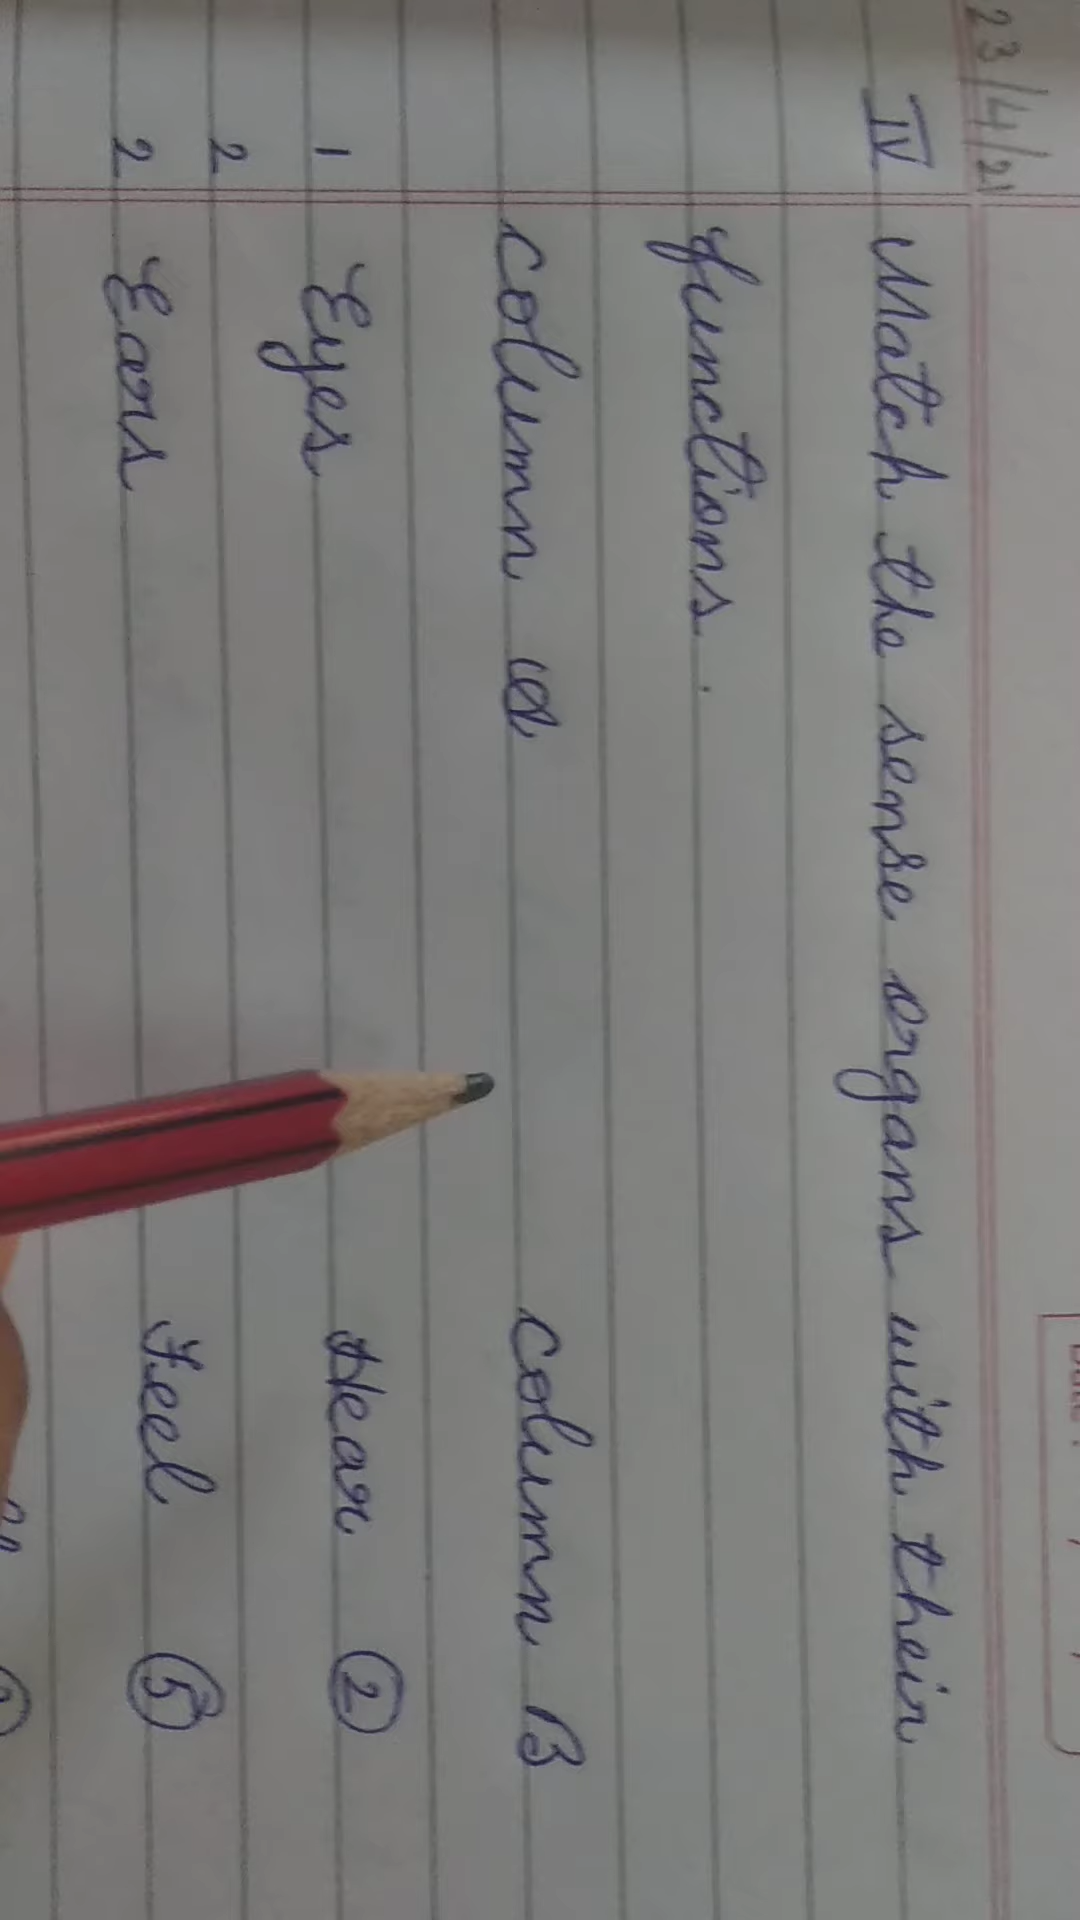 23/4/21
IV Match the sense organs with their
functions.
Column A
Column B
1 Eyes
Hear 2
2
2 Ears
Feel 5